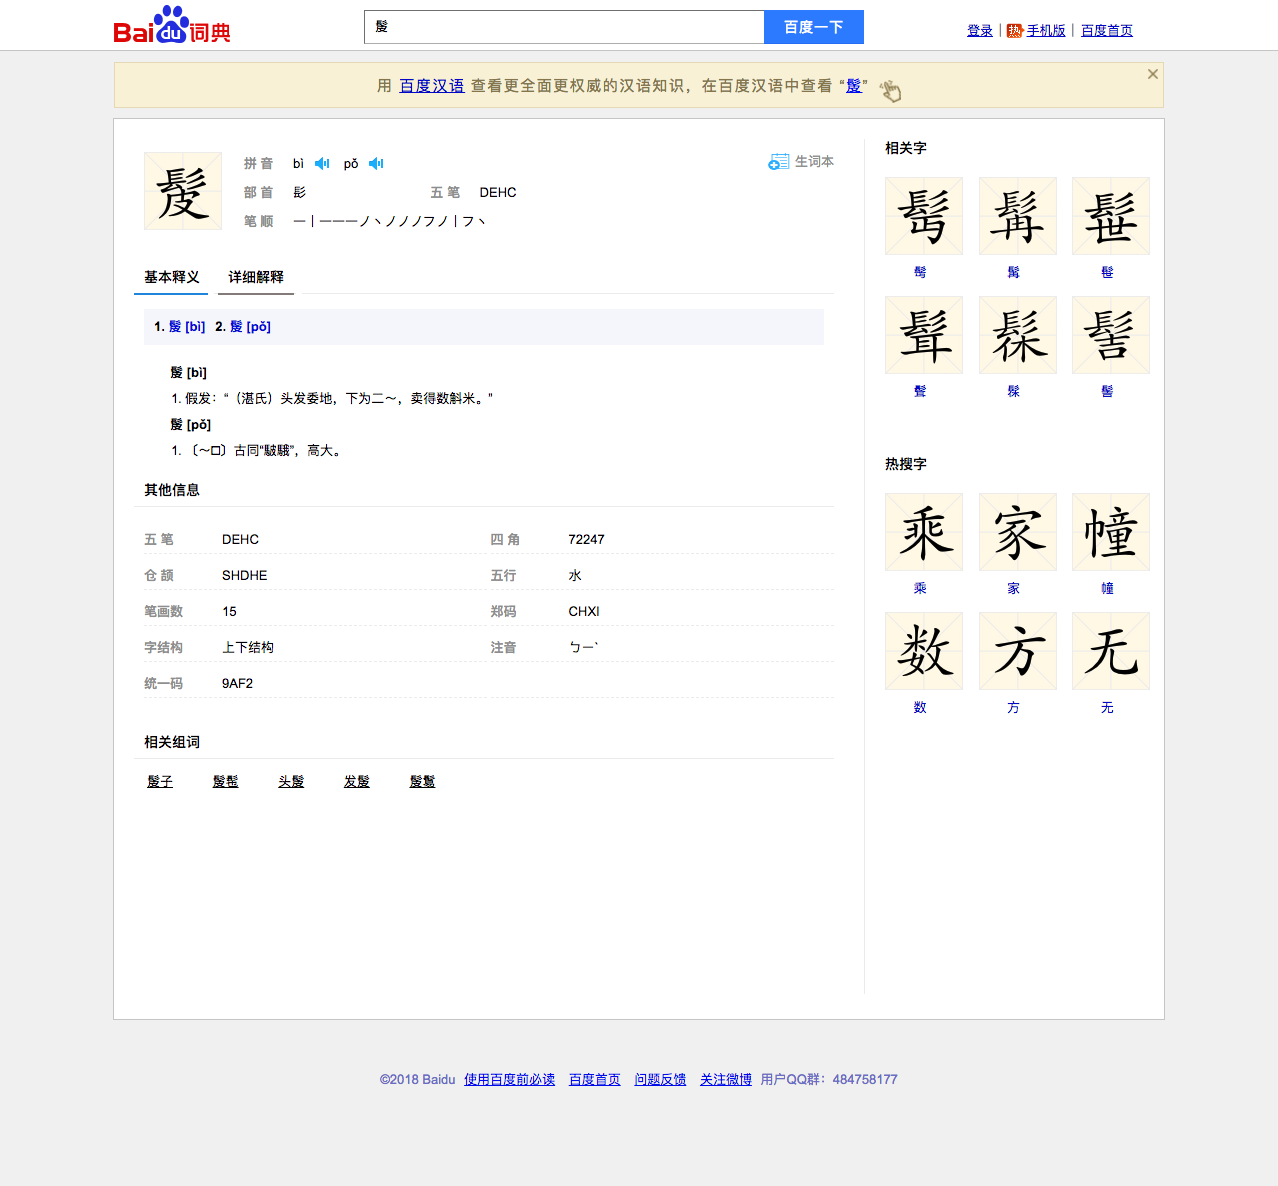 Baidu词典
髲
百度一下
登录 | 热 手机版 | 百度首页
用 百度汉语 查看更全面更权威的汉语知识，在百度汉语中查看 “髲”
髲
拼 音 bì pǒ
生词本
部 首 髟 五 笔 DEHC
笔 顺 一丨一一一ノ丶ノノノフノ丨フ丶
基本释义 详细解释
1. 髲 [bì] 2. 髲 [pǒ]
髲 [bì]
1. 假发：“（湛氏）头发委地，下为二～，卖得数斛米。”
髲 [pǒ]
1. 〔～□〕古同“駊騀”，高大。
其他信息
五 笔 DEHC 四 角 72247
仓 颉 SHDHE 五行 水
笔画数 15 郑码 CHXI
字结构 上下结构 注音 ㄅㄧˋ
统一码 9AF2
相关组词
髲子 髲髢 头髲 发髲 髲鬄
相关字
热搜字
乘 家 幢
乘 家 幢
数 方 无
数 方 无
©2018 Baidu 使用百度前必读 百度首页 问题反馈 关注微博 用户QQ群：484758177